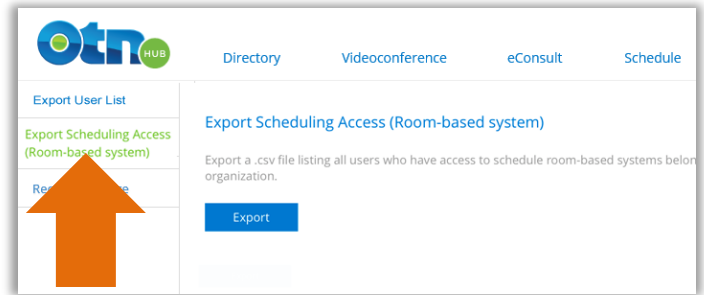 otn HUB
Directory Videoconference eConsult Schedule
Export User List
Export Scheduling Access
(Room-based system)
Export Scheduling Access (Room-based system)
Export a .csv file listing all users who have access to schedule room-based systems
organization.
Export